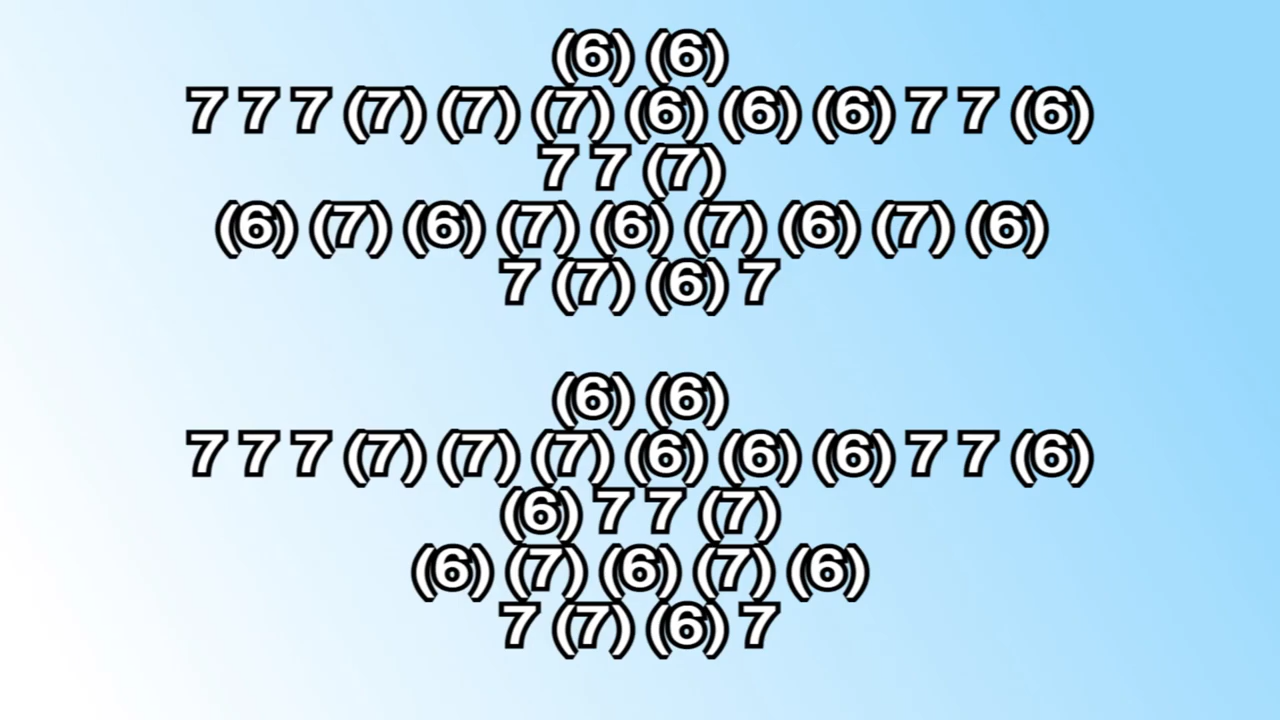 (6) (6)
7 7 7 (7) (7) (7) (6) (6) (6) 7 7 (6)
7 7 (7)
(6) (7) (6) (7) (6) (7) (6) (7) (6)
7 (7) (6) 7
(6) (6)
7 7 7 (7) (7) (7) (6) (6) (6) 7 7 (6)
(6) 7 7 (7)
(6) (7) (6) (7) (6)
7 (7) (6) 7